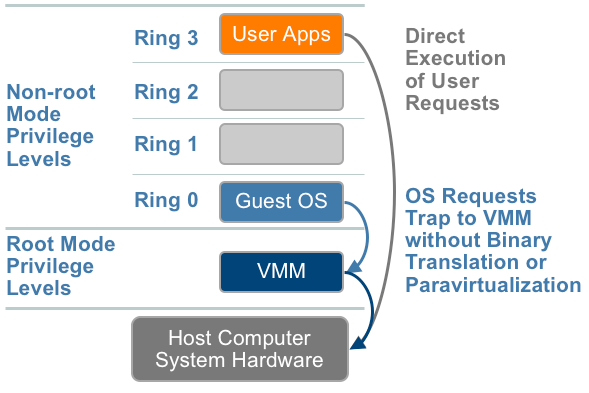 Ring 3
User Apps
Direct
Execution
of User
Requests
Non-root
Mode
Privilege
Levels
Ring 2
Ring 1
Ring 0
Guest OS
OS Requests
Trap to VMM
without Binary
Translation or
Paravirtualization
Root Mode
Privilege
Levels
VMM
Host Computer
System Hardware